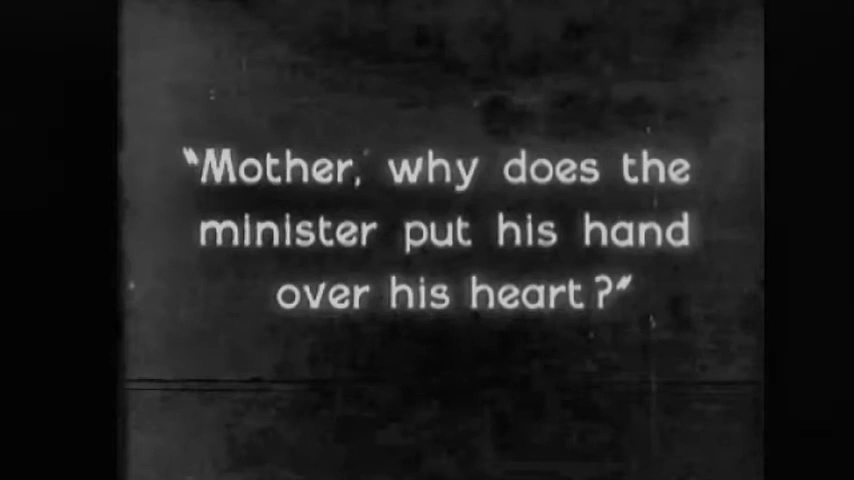 "Mother, why does the
minister put his hand
over his heart?"